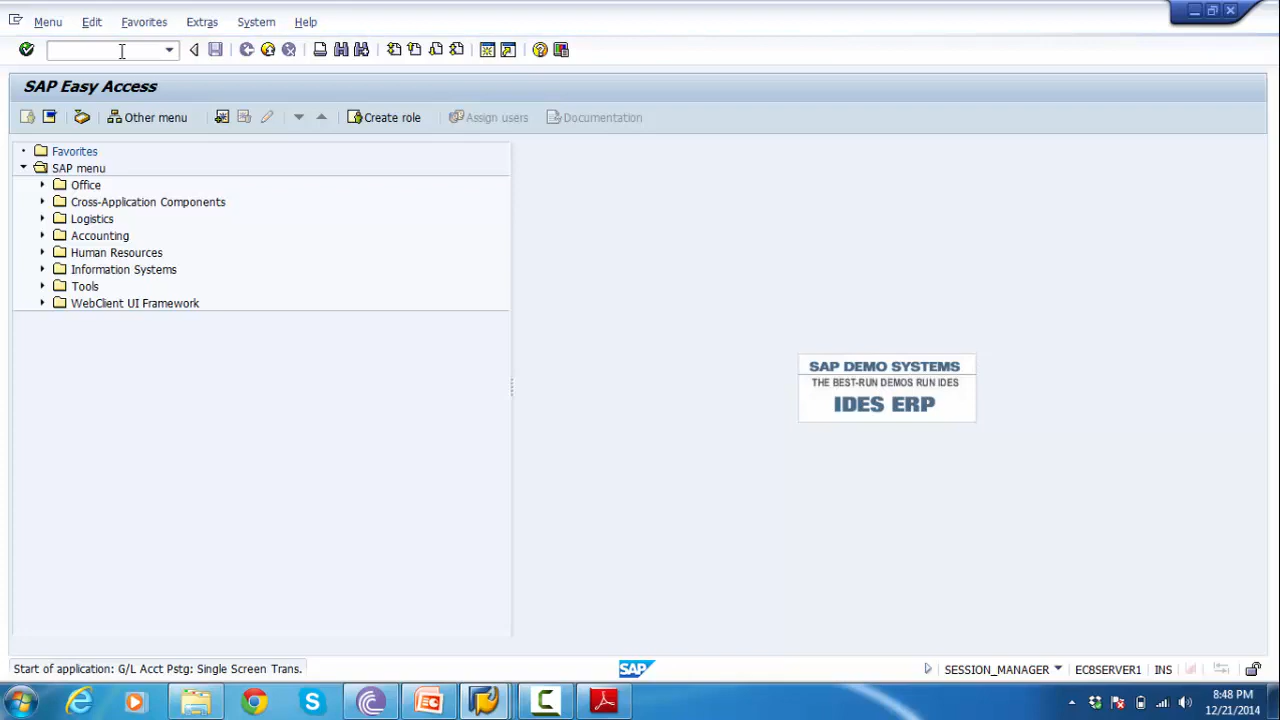 Menu Edit Favorites Extras System Help
SAP Easy Access
Other menu Create role Assign users Documentation
Favorites
SAP menu
Office
Cross-Application Components
Logistics
Accounting
Human Resources
Information Systems
Tools
WebClient UI Framework
SAP DEMO SYSTEMS
THE BEST-RUN DEMOS RUN IDES
IDES ERP
Start of application: G/L Acct Pstg: Single Screen Trans.
SAP
SESSION_MANAGER EC8SERVER1 INS
8:48 PM
12/21/2014